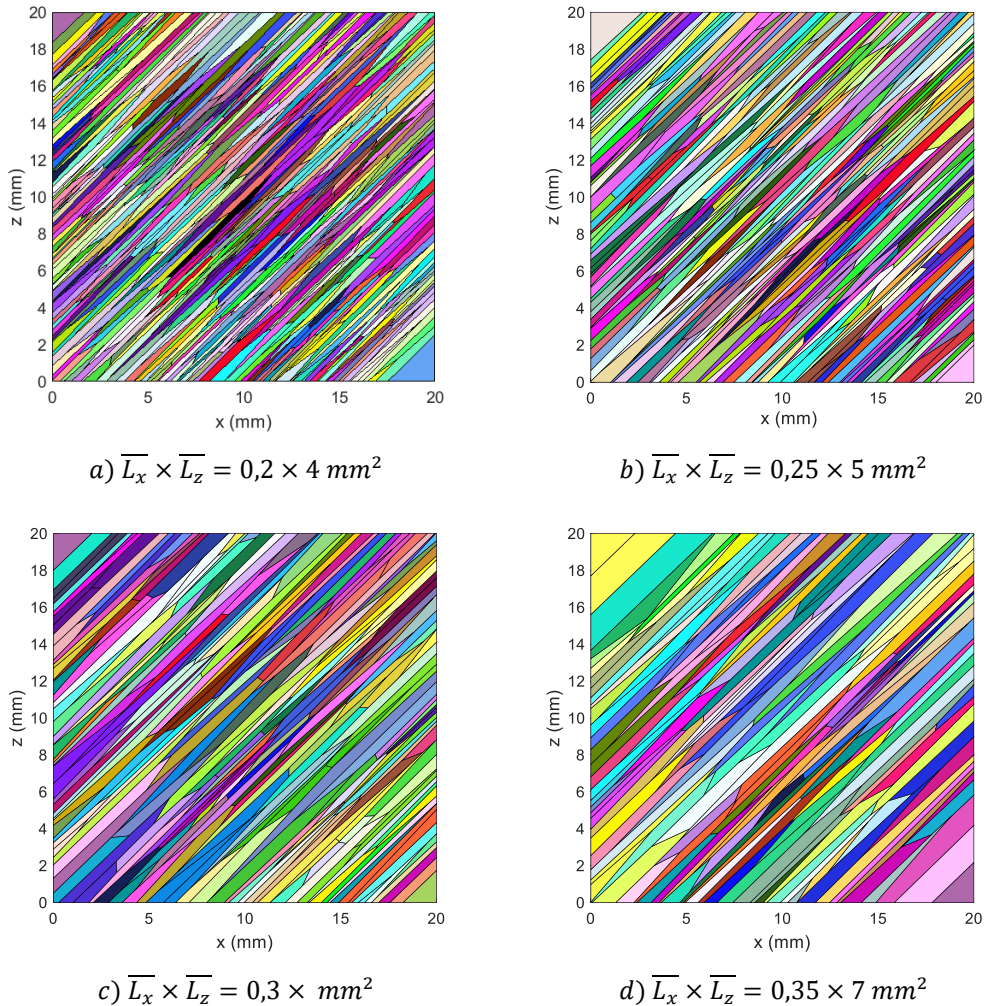 20
18
16
14
12
10
8
6
4
2
0
z (mm)
0 5 10 15 20
x (mm)
20
18
16
14
12
10
8
6
4
2
0
z (mm)
0 5 10 15 20
x (mm)
a) L̅x̅ × L̅z̅ = 0,2 × 4 mm²
b) L̅x̅ × L̅z̅ = 0,25 × 5 mm²
20
18
16
14
12
10
8
6
4
2
0
z (mm)
0 5 10 15 20
x (mm)
20
18
16
14
12
10
8
6
4
2
0
z (mm)
0 5 10 15 20
x (mm)
c) L̅x̅ × L̅z̅ = 0,3 × mm²
d) L̅x̅ × L̅z̅ = 0,35 × 7 mm²